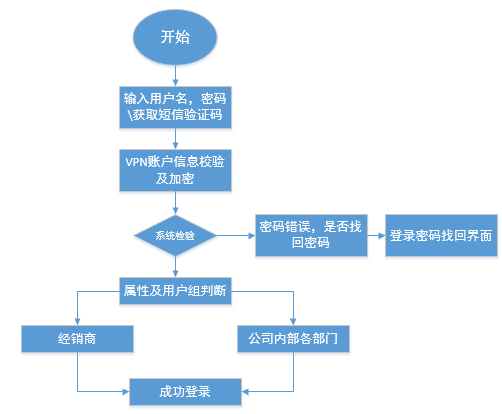 开始
输入用户名，密码
\获取短信验证码
VPN账户信息校验
及加密
系统检验
密码错误，是否找
回密码
登录密码找回界面
属性及用户组判断
经销商
公司内部各部门
成功登录